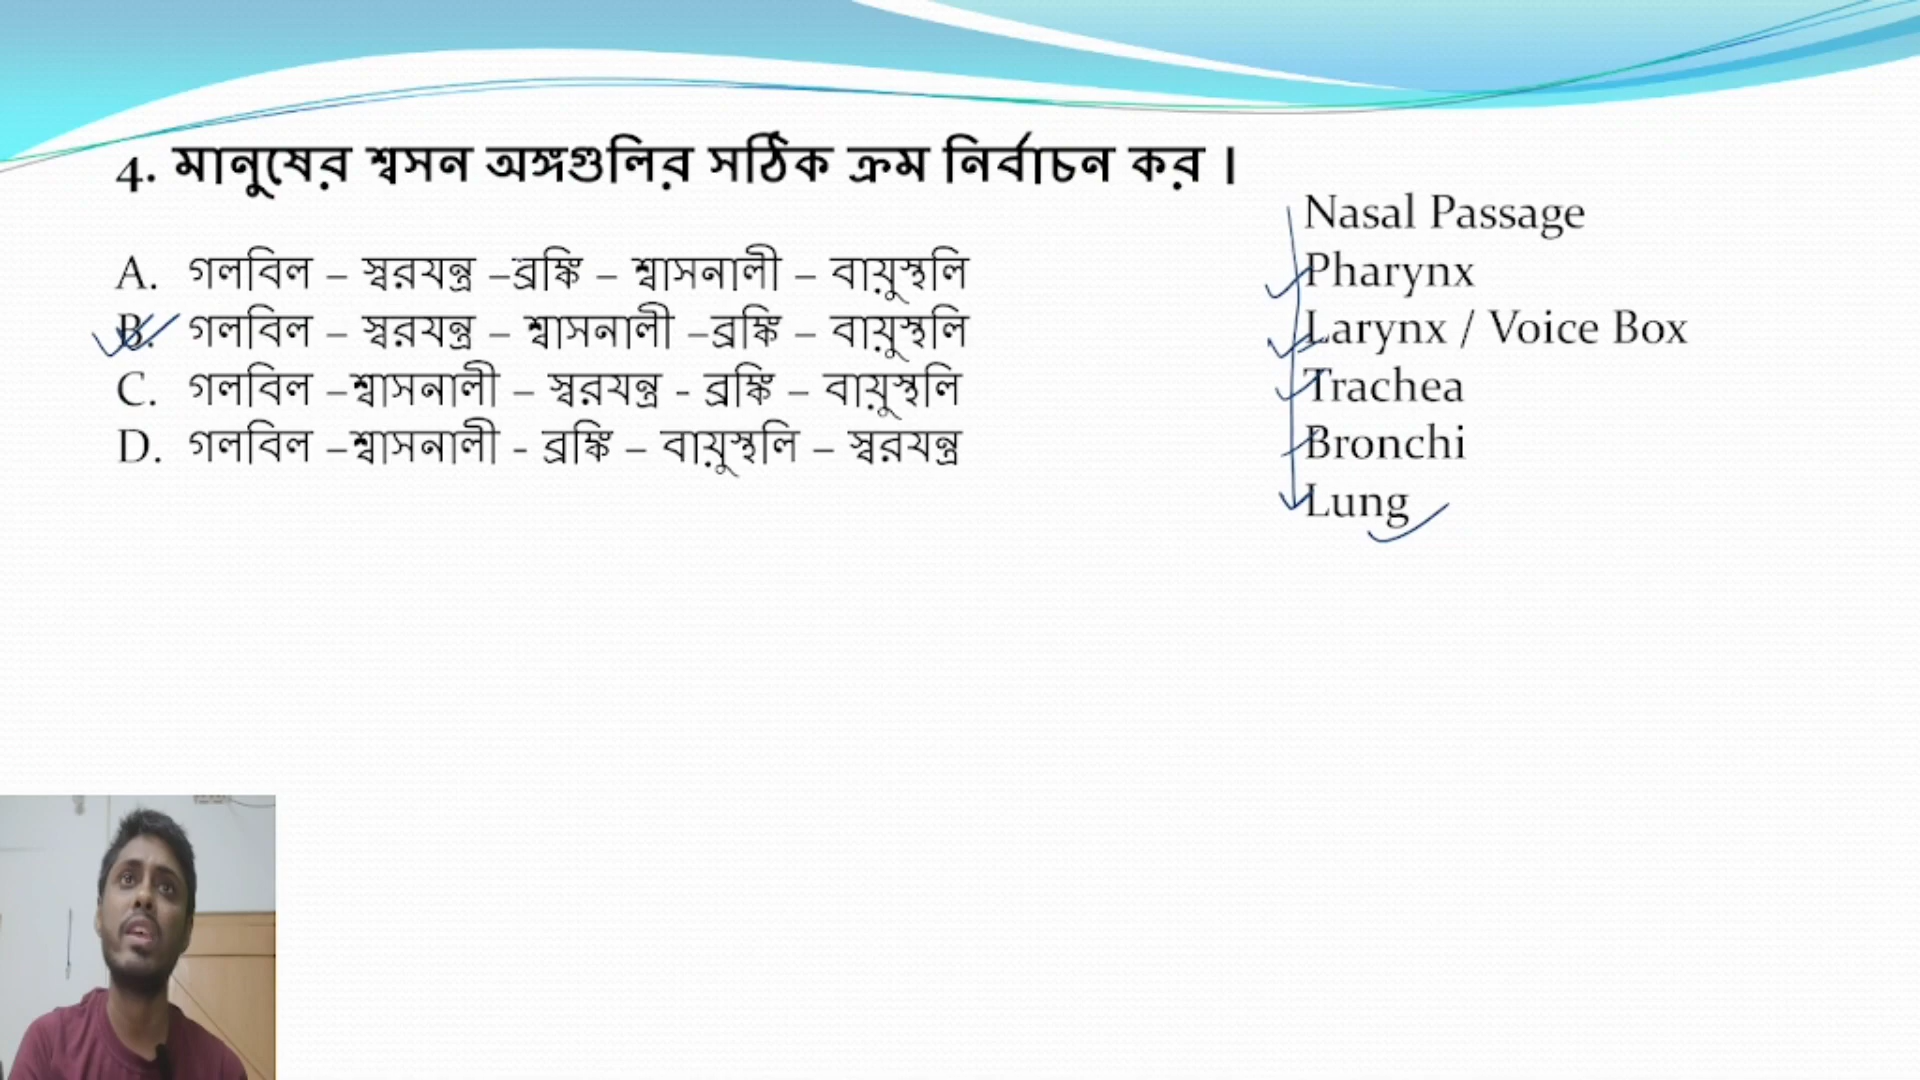 4. মানুষের শ্বসন অঙ্গগুলির সঠিক ক্রম নির্বাচন কর ।
A. গলবিল – স্বরযন্ত্র –ব্রঙ্কি – শ্বাসনালী – বায়ুস্থলি
B. গলবিল – স্বরযন্ত্র – শ্বাসনালী –ব্রঙ্কি – বায়ুস্থলি
C. গলবিল –শ্বাসনালী – স্বরযন্ত্র - ব্রঙ্কি – বায়ুস্থলি
D. গলবিল –শ্বাসনালী - ব্রঙ্কি – বায়ুস্থলি – স্বরযন্ত্র
Nasal Passage
Pharynx
Larynx / Voice Box
Trachea
Bronchi
Lung